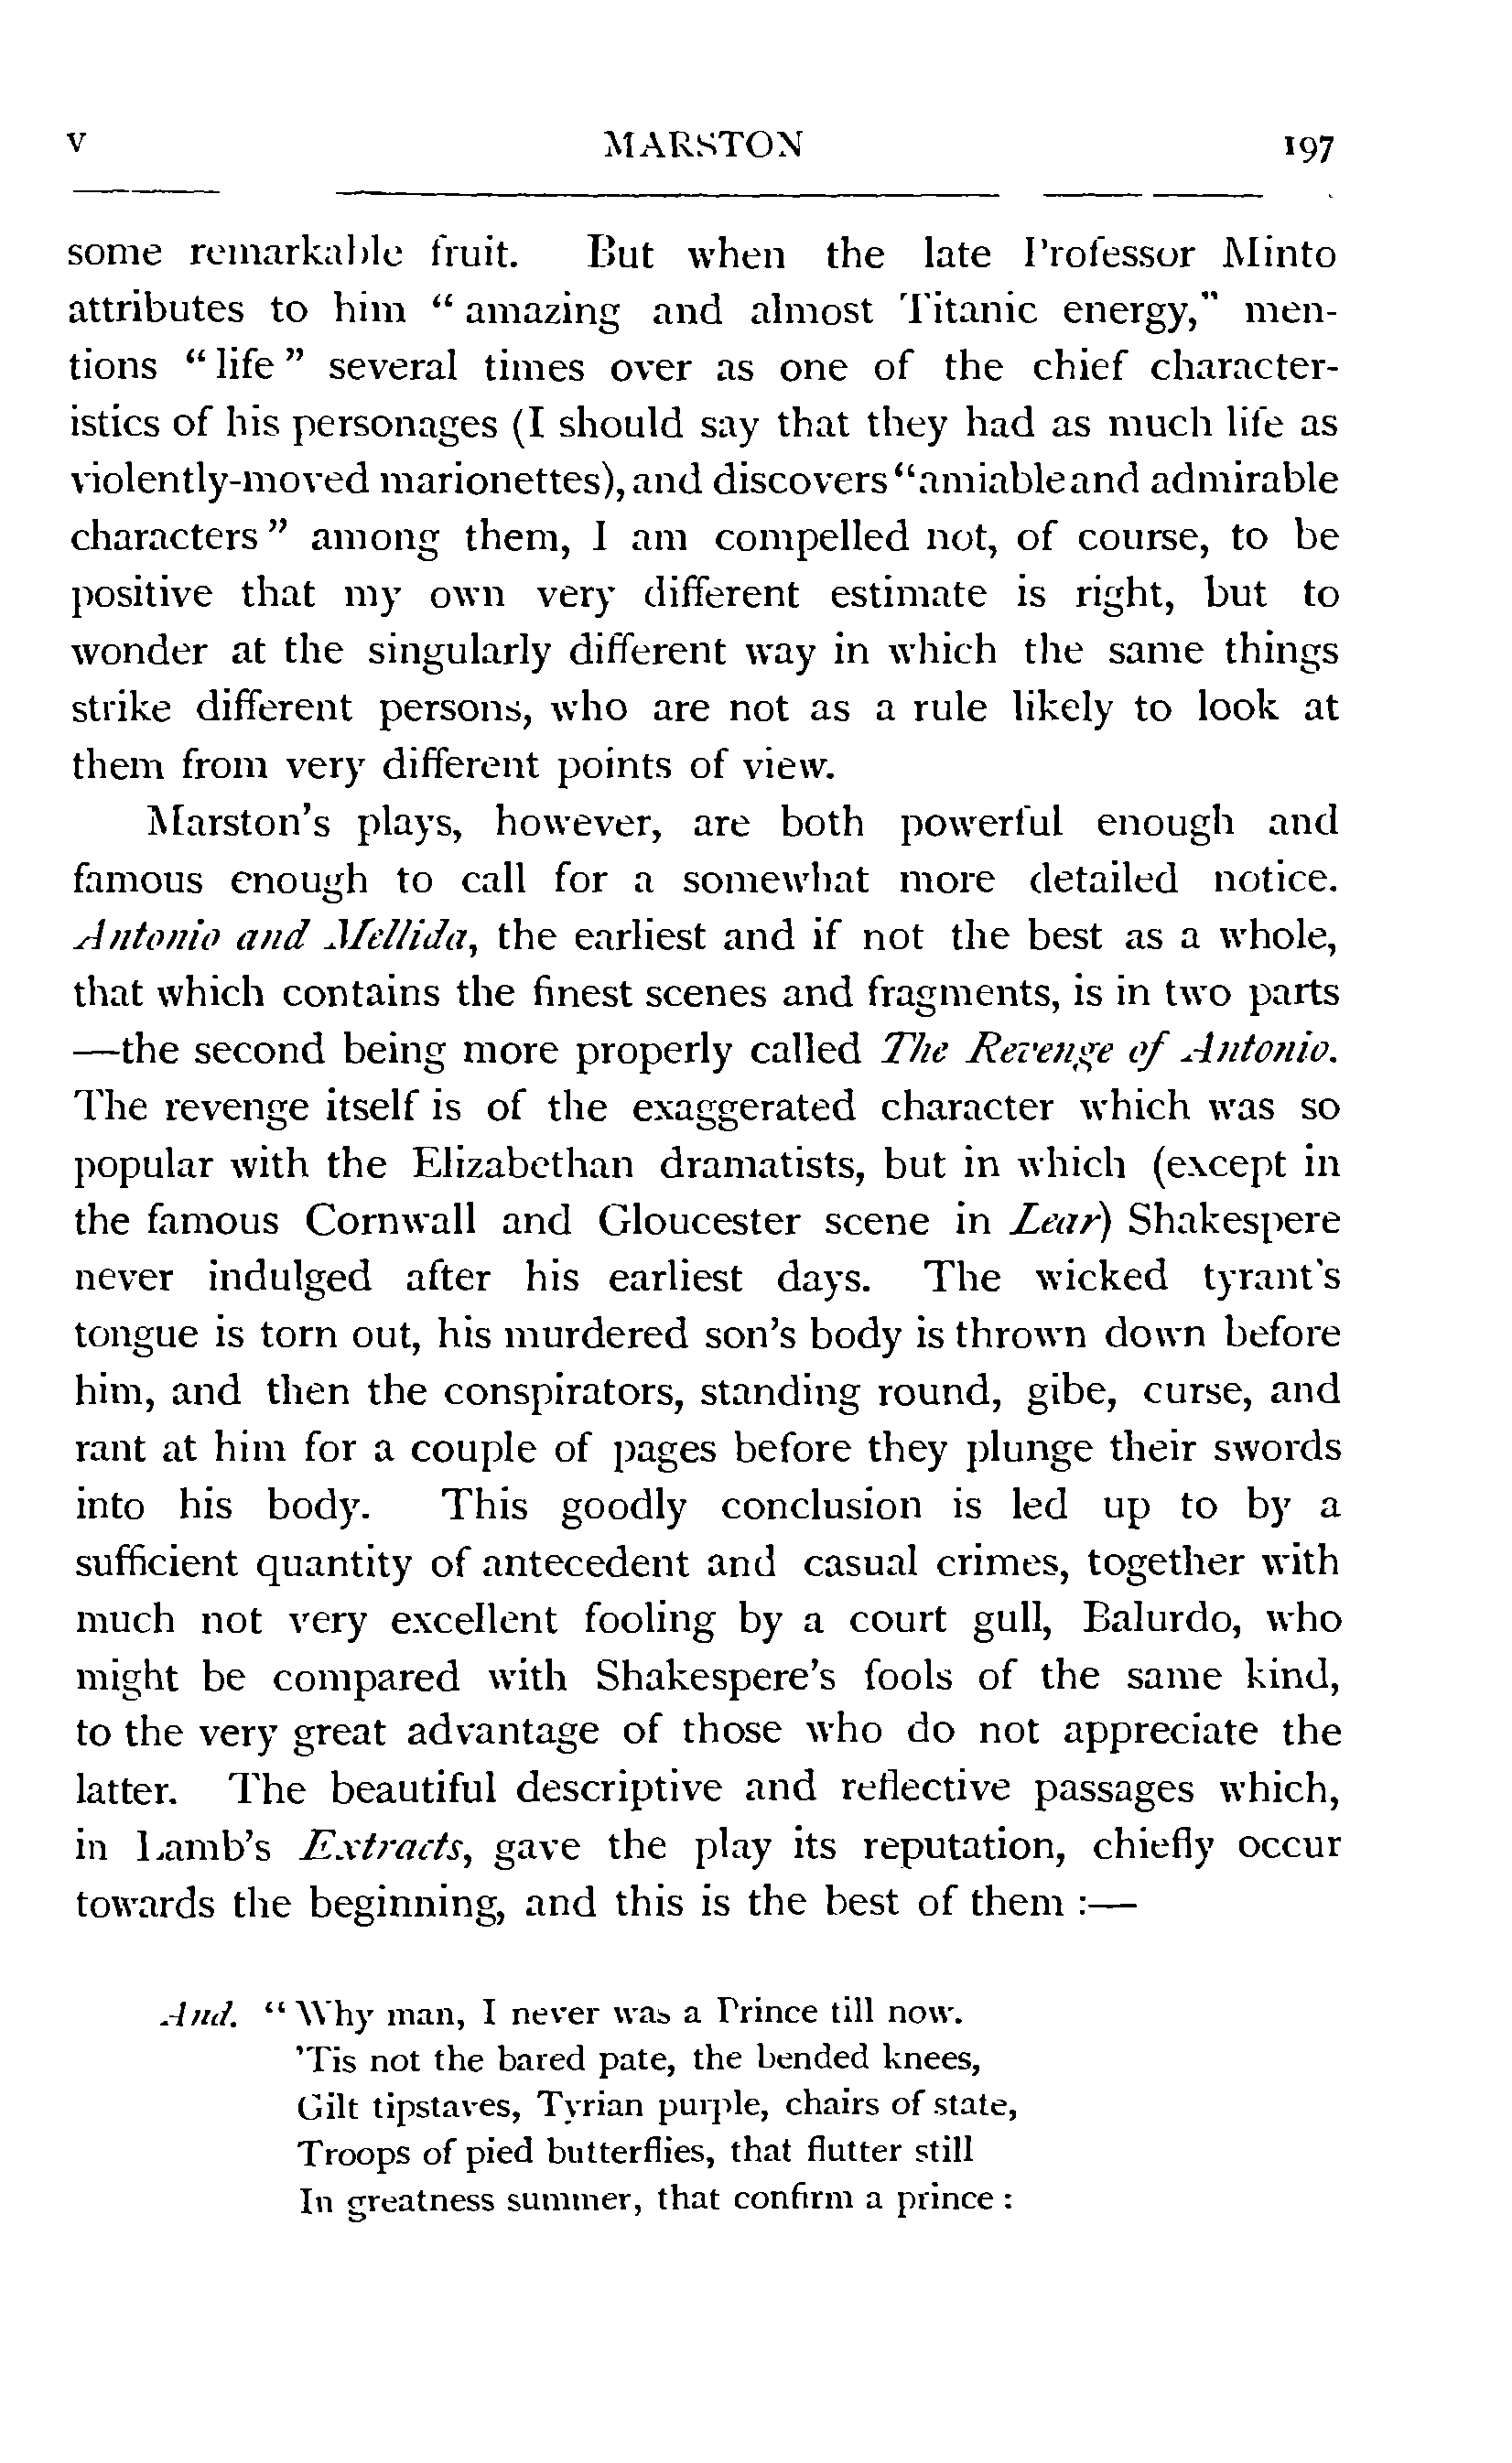 V MARSTON 197
some remarkable fruit. But when the late Professor Minto
attributes to him “amazing and almost Titanic energy,” men-
tions “life” several times over as one of the chief character-
istics of his personages (I should say that they had as much life as
violently-moved marionettes), and discovers “amiable and admirable
characters” among them, I am compelled not, of course, to be
positive that my own very different estimate is right, but to
wonder at the singularly different way in which the same things
strike different persons, who are not as a rule likely to look at
them from very different points of view.
Marston’s plays, however, are both powerful enough and
famous enough to call for a somewhat more detailed notice.
Antonio and Mellida, the earliest and if not the best as a whole,
that which contains the finest scenes and fragments, is in two parts
—the second being more properly called The Revenge of Antonio.
The revenge itself is of the exaggerated character which was so
popular with the Elizabethan dramatists, but in which (except in
the famous Cornwall and Gloucester scene in Lear) Shakespere
never indulged after his earliest days. The wicked tyrant’s
tongue is torn out, his murdered son’s body is thrown down before
him, and then the conspirators, standing round, gibe, curse, and
rant at him for a couple of pages before they plunge their swords
into his body. This goodly conclusion is led up to by a
sufficient quantity of antecedent and casual crimes, together with
much not very excellent fooling by a court gull, Balurdo, who
might be compared with Shakespere’s fools of the same kind,
to the very great advantage of those who do not appreciate the
latter. The beautiful descriptive and reflective passages which,
in Lamb’s Extracts, gave the play its reputation, chiefly occur
towards the beginning, and this is the best of them :—
And. “Why man, I never was a Prince till now.
’Tis not the bared pate, the bended knees,
Gilt tipstaves, Tyrian purple, chairs of state,
Troops of pied butterflies, that flutter still
In greatness summer, that confirm a prince :